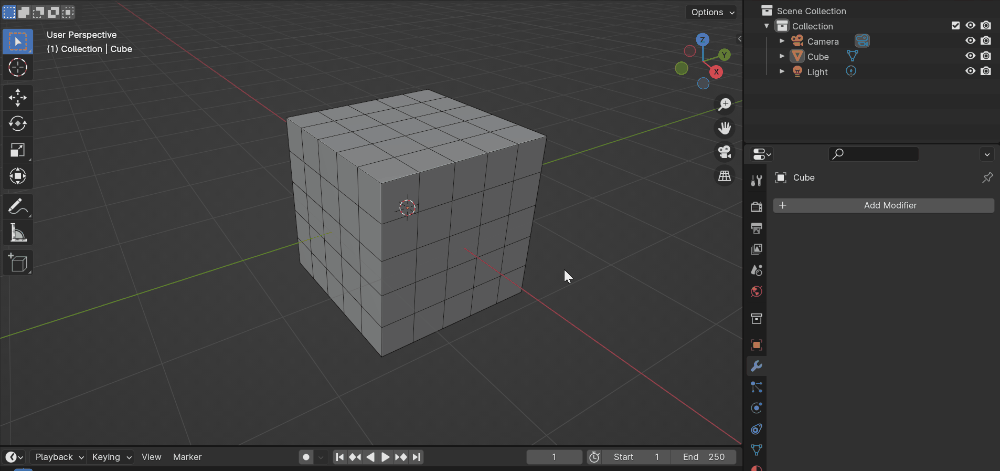 Options
User Perspective
(1) Collection | Cube
Z
Y
X
Scene Collection
Collection
Camera
Cube
Light
Cube
Add Modifier
Playback
Keying
View
Marker
1
Start 1
End 250